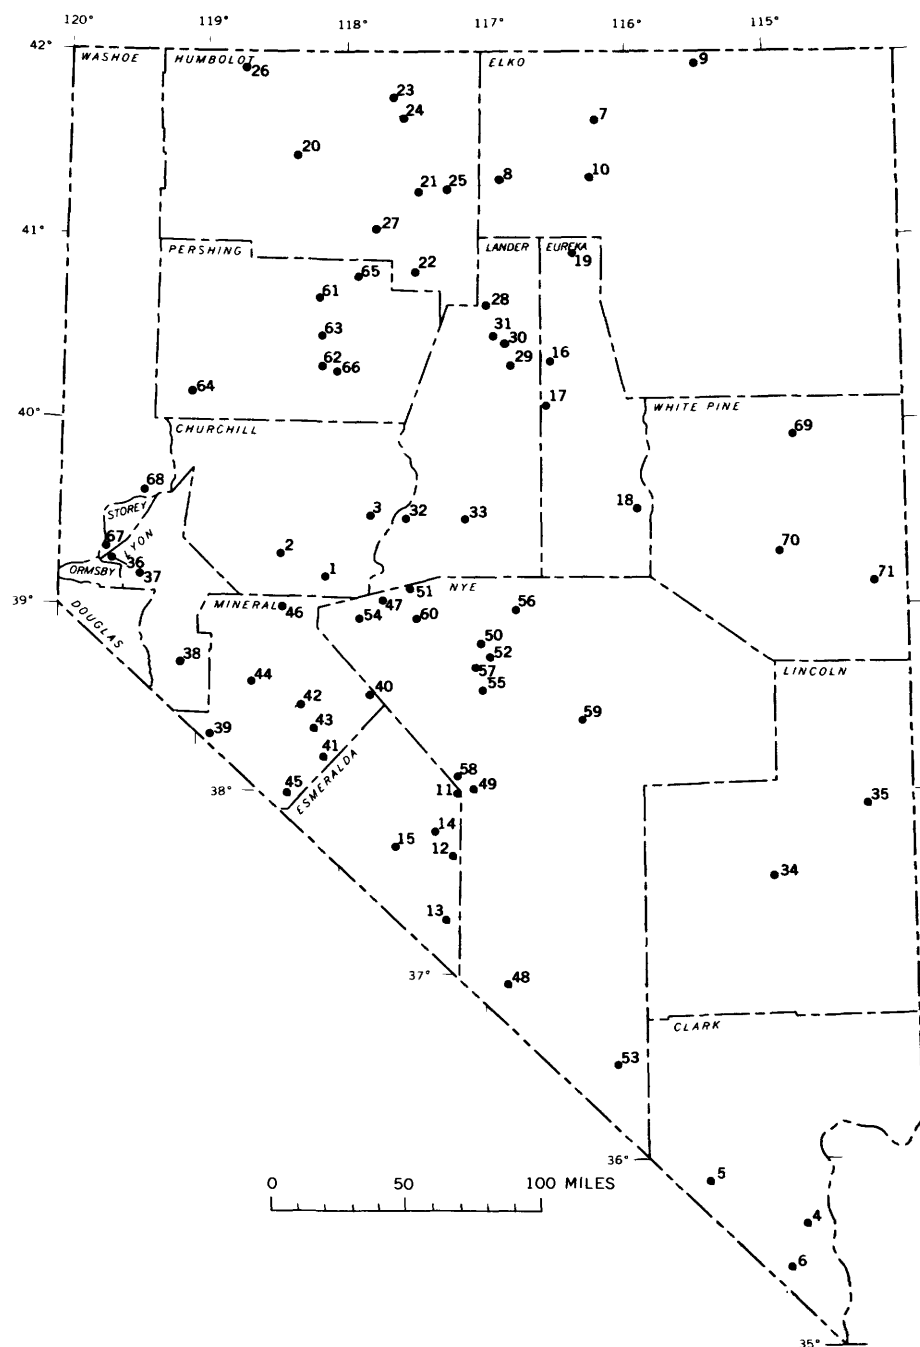 120° 119° 118° 117° 116° 115°
42°
WASHOE HUMBOLOT ELKO 9
26
23
24 7
20
21 25 8 10
41° 27
PERSHING LANDER EUREKA
19
65 22
61 28
63 31
30
62 66 29 16
64 17
40° WHITE PINE
CHURCHILL 69
68
STOREY 3 32 33 18
67 LYON
36 2 70
ORMSBY 37 1 71
39° 51 NYE
MINERAL 46 47 56
DOUGLAS 54 60
50
38 52
57 LINCOLN
44 40 55
42 59
39 43
41
ESMERALDA 58
38° 45 11 49 35
14
15 12
34
13
37° 48
CLARK
53
36°
5
0 50 100 MILES
4
6
35°